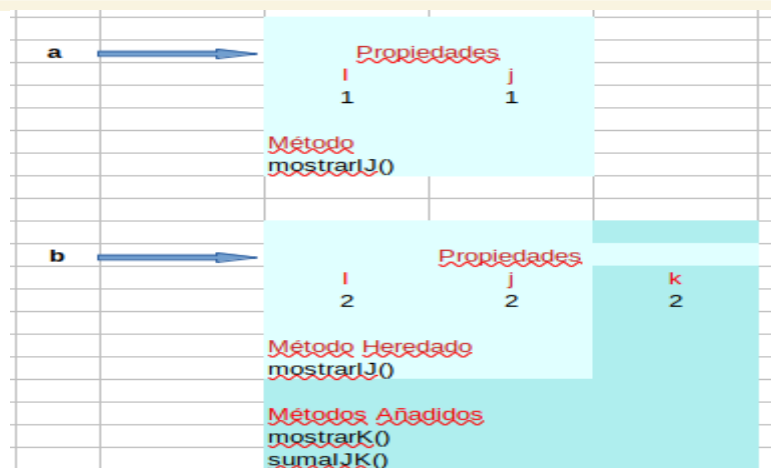 a
Propiedades
I j
1 1
Método
mostrarIJ()
b
Propiedades
I j k
2 2 2
Método Heredado
mostrarIJ()
Métodos Añadidos
mostrarK()
sumaIJK()